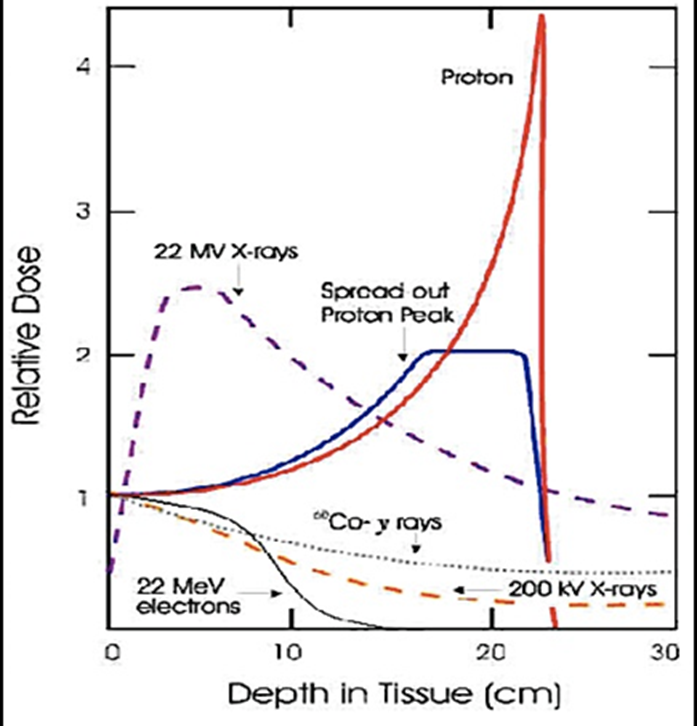 4
Proton
3
22 MV X-rays
Spread out
Proton Peak
2
1
⁶⁰Co- y rays
22 MeV
electrons
200 kV X-rays
0
10
20
30
Depth in Tissue (cm)
Relative Dose